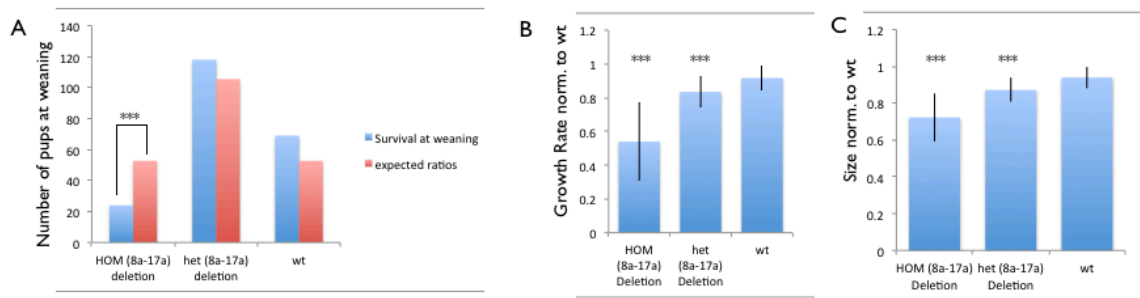 A
Number of pups at weaning
140
120
100
80
60
40
20
0
***
HOM (8a-17a)
deletion
het (8a-17a)
deletion
wt
Survival at weaning
expected ratios
B
Growth Rate norm. to wt
1.2
1
0.8
0.6
0.4
0.2
0
***
***
HOM
(8a-17a)
Deletion
het
(8a-17a)
Deletion
wt
C
Size norm. to wt
1.2
1
0.8
0.6
0.4
0.2
0
***
***
HOM (8a-17a)
Deletion
het (8a-17a)
Deletion
wt